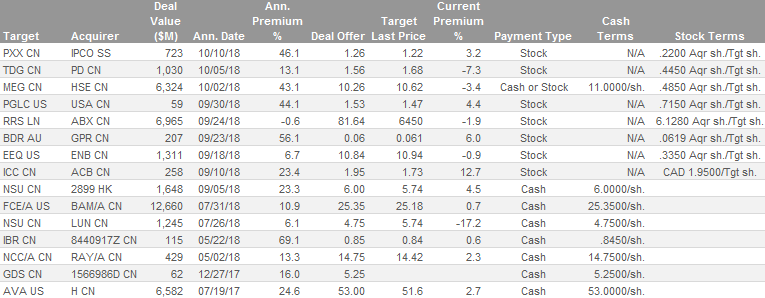 Deal Ann. Current
Value Premium Target Premium Cash
Target Acquirer ($M) Ann. Date % Deal Offer Last Price % Payment Type Terms Stock Terms
PXX CN IPCO SS 723 10/10/18 46.1 1.26 1.22 3.2 Stock N/A .2200 Aqr sh./Tgt sh.
TDG CN PD CN 1,030 10/05/18 13.1 1.56 1.68 -7.3 Stock N/A .4450 Aqr sh./Tgt sh.
MEG CN HSE CN 6,324 10/02/18 43.1 10.26 10.62 -3.4 Cash or Stock 11.0000/sh. .4850 Aqr sh./Tgt sh.
PGLC US USA CN 59 09/30/18 44.1 1.53 1.47 4.4 Stock N/A .7150 Aqr sh./Tgt sh.
RRS LN ABX CN 6,965 09/24/18 -0.6 81.64 6450 -1.9 Stock N/A 6.1280 Aqr sh./Tgt sh.
BDR AU GPR CN 207 09/23/18 56.1 0.06 0.061 6.0 Stock N/A .0619 Aqr sh./Tgt sh.
EEQ US ENB CN 1,311 09/18/18 6.7 10.84 10.94 -0.9 Stock N/A .3350 Aqr sh./Tgt sh.
ICC CN ACB CN 258 09/10/18 23.4 1.95 1.73 12.7 Stock N/A CAD 1.9500/Tgt sh.
NSU CN 2899 HK 1,648 09/05/18 23.3 6.00 5.74 4.5 Cash 6.0000/sh.
FCE/A US BAM/A CN 12,660 07/31/18 10.9 25.35 25.18 0.7 Cash 25.3500/sh.
NSU CN LUN CN 1,245 07/26/18 6.1 4.75 5.74 -17.2 Cash 4.7500/sh.
IBR CN 8440917Z CN 115 05/22/18 69.1 0.85 0.84 0.6 Cash .8450/sh.
NCC/A CN RAY/A CN 429 05/02/18 13.3 14.75 14.42 2.3 Cash 14.7500/sh.
GDS CN 1566986D CN 62 12/27/17 16.0 5.25 Cash 5.2500/sh.
AVA US H CN 6,582 07/19/17 24.6 53.00 51.6 2.7 Cash 53.0000/sh.